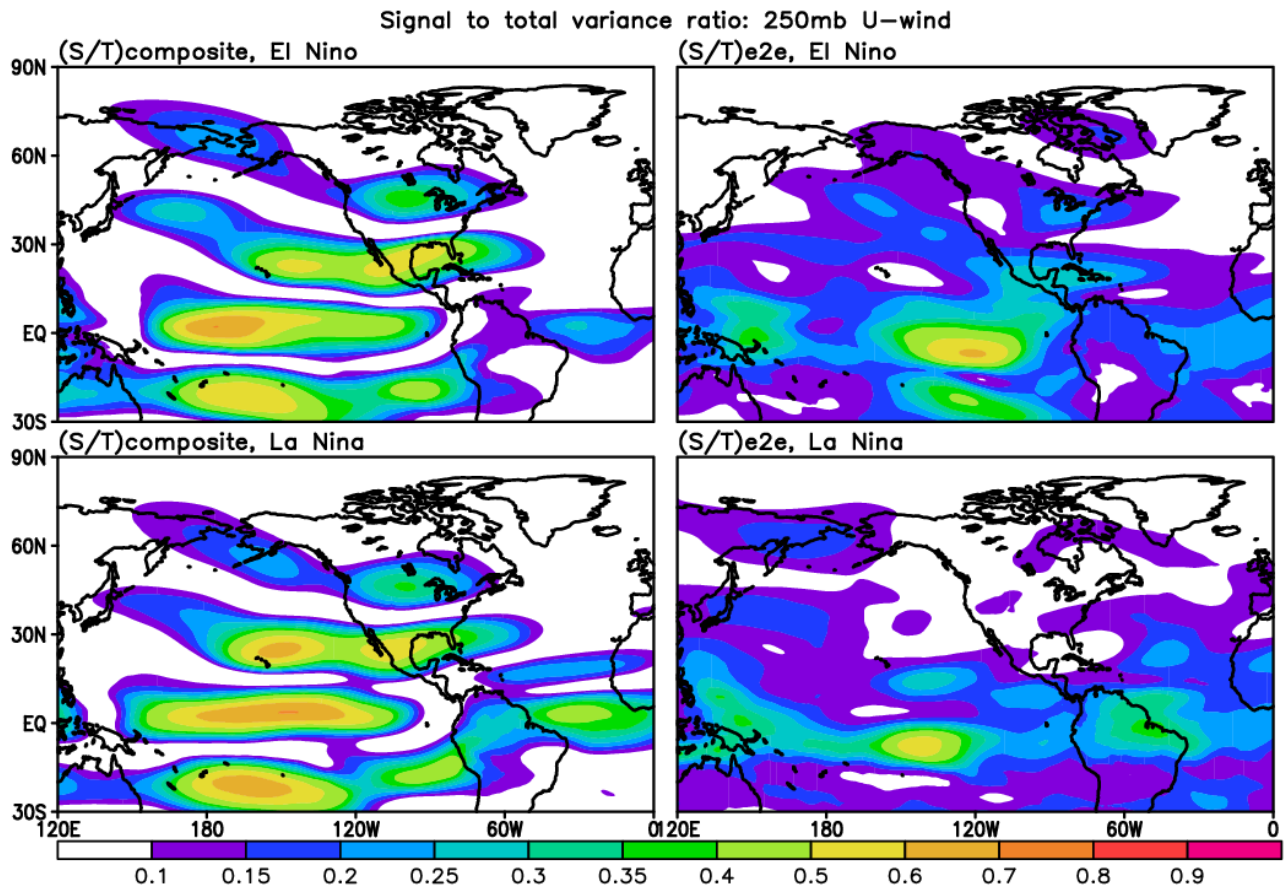 Signal to total variance ratio: 250mb U-wind
(S/T)composite, El Nino
(S/T)e2e, El Nino
90N
60N
30N
EQ
30S
(S/T)composite, La Nina
(S/T)e2e, La Nina
90N
60N
30N
EQ
30S
120E 180 120W 60W 0 120E 180 120W 60W 0
0.1 0.15 0.2 0.25 0.3 0.35 0.4 0.5 0.6 0.7 0.8 0.9